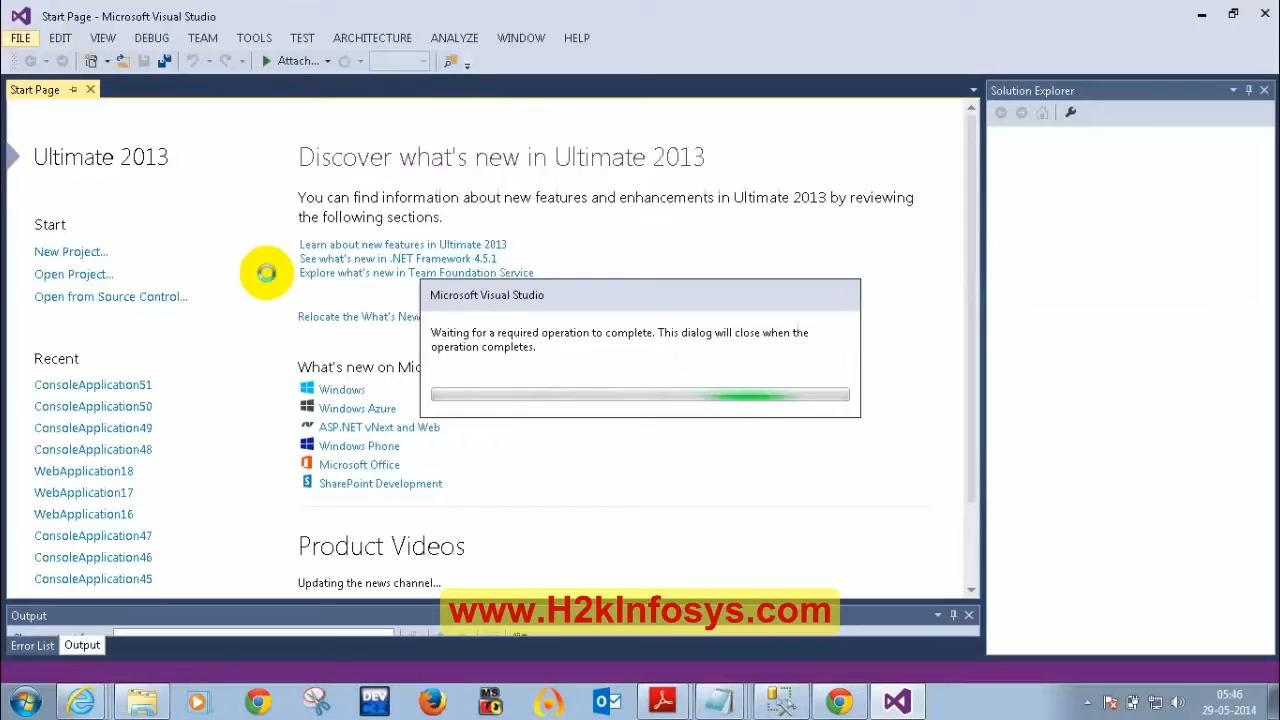 Start Page - Microsoft Visual Studio
FILE EDIT VIEW DEBUG TEAM TOOLS TEST ARCHITECTURE ANALYZE WINDOW HELP
Attach...
Start Page
Solution Explorer
Ultimate 2013
Discover what's new in Ultimate 2013
You can find information about new features and enhancements in Ultimate 2013 by reviewing
the following sections.
Start
New Project...
Open Project...
Open from Source Control...
Learn about new features in Ultimate 2013
See what's new in .NET Framework 4.5.1
Explore what's new in Team Foundation Service
Relocate the What's New
Microsoft Visual Studio
Waiting for a required operation to complete. This dialog will close when the
operation completes.
Recent
ConsoleApplication51
ConsoleApplication50
ConsoleApplication49
ConsoleApplication48
WebApplication18
WebApplication17
WebApplication16
ConsoleApplication47
ConsoleApplication46
ConsoleApplication45
What's new on Mic
Windows
Windows Azure
ASP.NET vNext and Web
Windows Phone
Microsoft Office
SharePoint Development
Product Videos
Updating the news channel...
www.H2kInfosys.com
Output
Error List Output
DEV
MS
05:46
29-05-2014